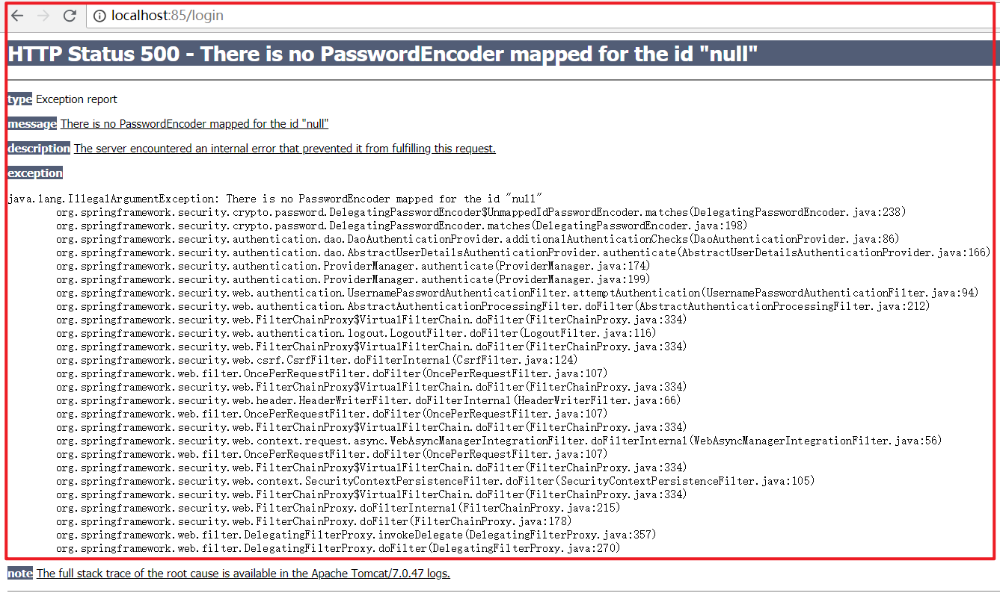 localhost:85/login
HTTP Status 500 - There is no PasswordEncoder mapped for the id "null"
type Exception report
message There is no PasswordEncoder mapped for the id "null"
description The server encountered an internal error that prevented it from fulfilling this request.
exception
java.lang.IllegalArgumentException: There is no PasswordEncoder mapped for the id "null"
org.springframework.security.crypto.password.DelegatingPasswordEncoder$UnmappedIdPasswordEncoder.matches(DelegatingPasswordEncoder.java:238)
org.springframework.security.crypto.password.DelegatingPasswordEncoder.matches(DelegatingPasswordEncoder.java:198)
org.springframework.security.authentication.dao.DaoAuthenticationProvider.additionalAuthenticationChecks(DaoAuthenticationProvider.java:86)
org.springframework.security.authentication.dao.AbstractUserDetailsAuthenticationProvider.authenticate(AbstractUserDetailsAuthenticationProvider.java:166)
org.springframework.security.authentication.ProviderManager.authenticate(ProviderManager.java:174)
org.springframework.security.authentication.ProviderManager.authenticate(ProviderManager.java:199)
org.springframework.security.web.authentication.UsernamePasswordAuthenticationFilter.attemptAuthentication(UsernamePasswordAuthenticationFilter.java:94)
org.springframework.security.web.authentication.AbstractAuthenticationProcessingFilter.doFilter(AbstractAuthenticationProcessingFilter.java:212)
org.springframework.security.web.FilterChainProxy$VirtualFilterChain.doFilter(FilterChainProxy.java:334)
org.springframework.security.web.authentication.logout.LogoutFilter.doFilter(LogoutFilter.java:116)
org.springframework.security.web.FilterChainProxy$VirtualFilterChain.doFilter(FilterChainProxy.java:334)
org.springframework.security.web.csrf.CsrfFilter.doFilterInternal(CsrfFilter.java:124)
org.springframework.web.filter.OncePerRequestFilter.doFilter(OncePerRequestFilter.java:107)
org.springframework.security.web.FilterChainProxy$VirtualFilterChain.doFilter(FilterChainProxy.java:334)
org.springframework.security.web.header.HeaderWriterFilter.doFilterInternal(HeaderWriterFilter.java:66)
org.springframework.web.filter.OncePerRequestFilter.doFilter(OncePerRequestFilter.java:107)
org.springframework.security.web.FilterChainProxy$VirtualFilterChain.doFilter(FilterChainProxy.java:334)
org.springframework.security.web.context.request.async.WebAsyncManagerIntegrationFilter.doFilterInternal(WebAsyncManagerIntegrationFilter.java:56)
org.springframework.web.filter.OncePerRequestFilter.doFilter(OncePerRequestFilter.java:107)
org.springframework.security.web.FilterChainProxy$VirtualFilterChain.doFilter(FilterChainProxy.java:334)
org.springframework.security.web.context.SecurityContextPersistenceFilter.doFilter(SecurityContextPersistenceFilter.java:105)
org.springframework.security.web.FilterChainProxy$VirtualFilterChain.doFilter(FilterChainProxy.java:334)
org.springframework.security.web.FilterChainProxy.doFilterInternal(FilterChainProxy.java:215)
org.springframework.security.web.FilterChainProxy.doFilter(FilterChainProxy.java:178)
org.springframework.web.filter.DelegatingFilterProxy.invokeDelegate(DelegatingFilterProxy.java:357)
org.springframework.web.filter.DelegatingFilterProxy.doFilter(DelegatingFilterProxy.java:270)
note The full stack trace of the root cause is available in the Apache Tomcat/7.0.47 logs.